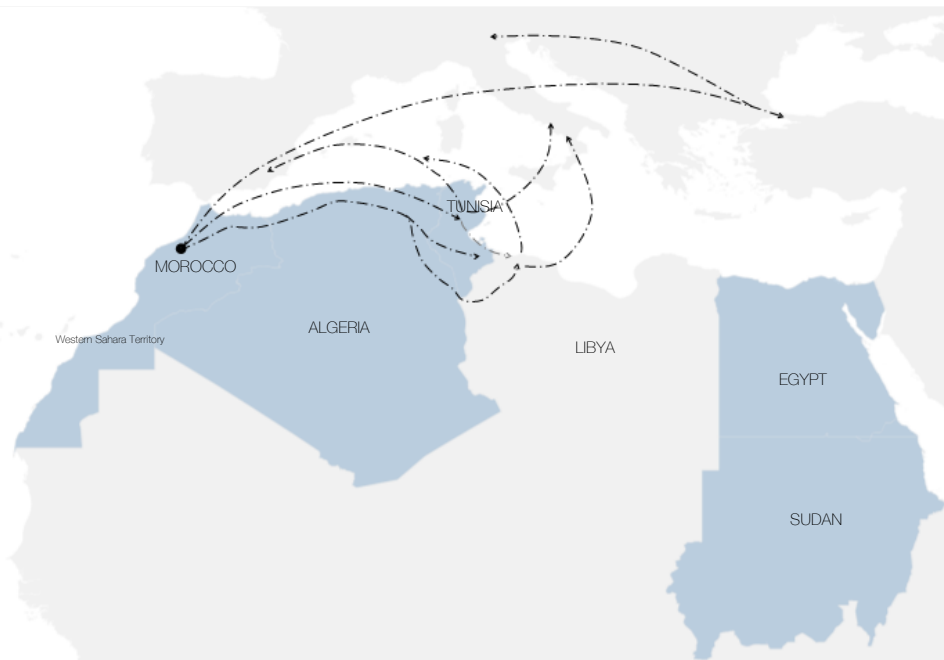 TUNISIA
MOROCCO
ALGERIA
Western Sahara Territory
LIBYA
EGYPT
SUDAN